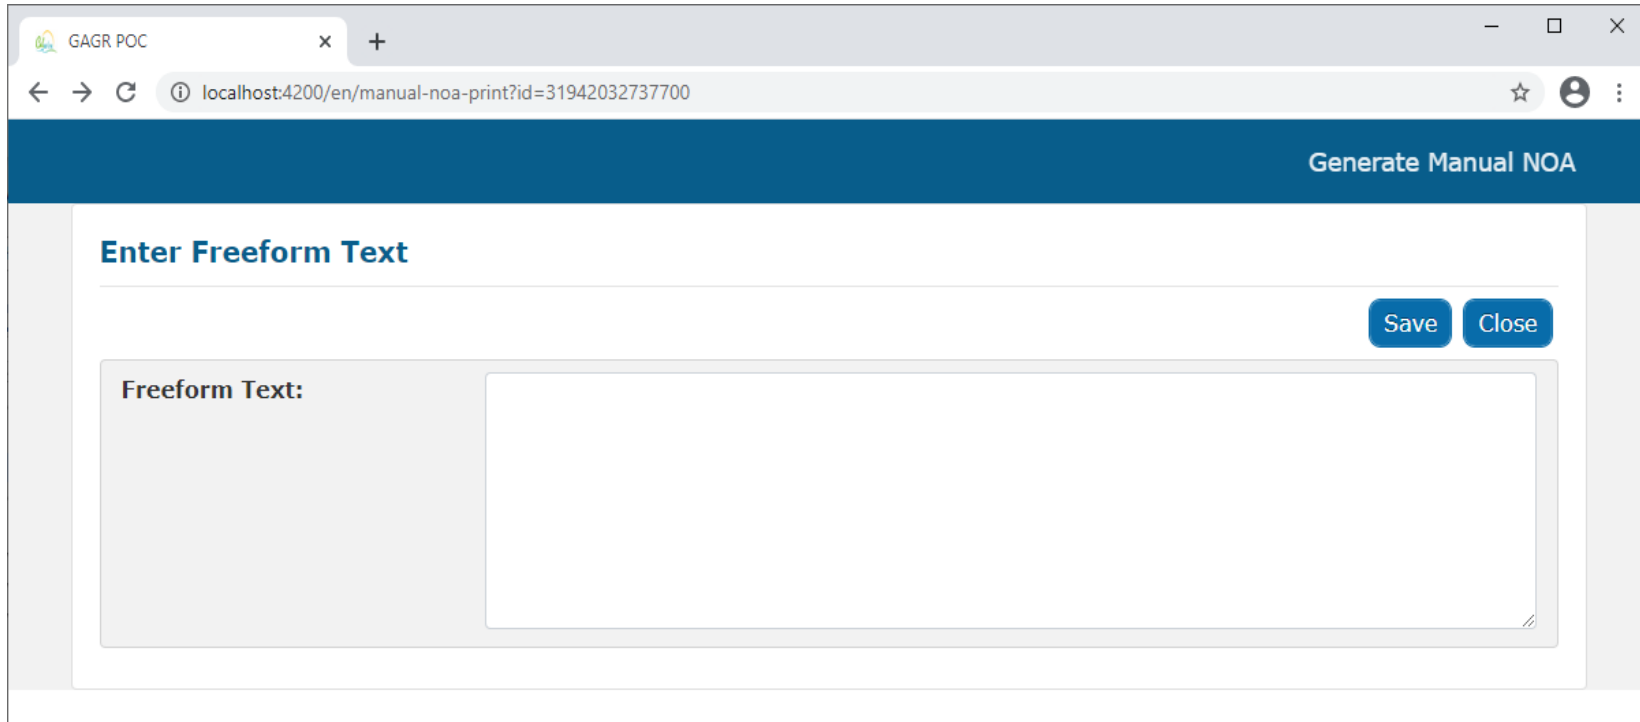 GAGR POC
localhost:4200/en/manual-noa-print?id=31942032737700
Generate Manual NOA
Enter Freeform Text
Save Close
Freeform Text: